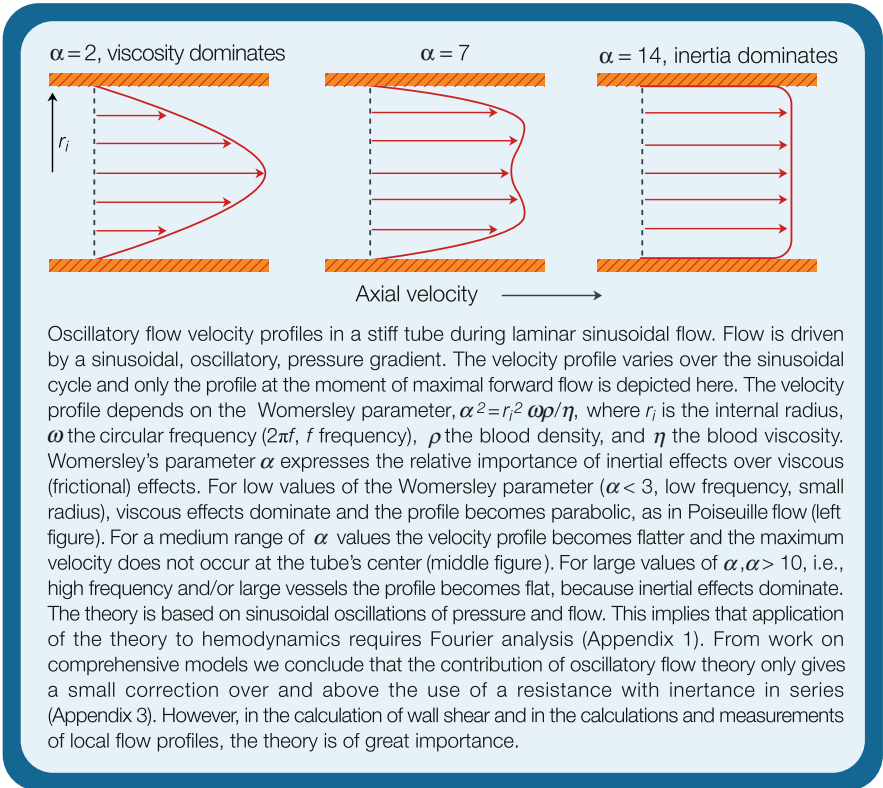 α = 2, viscosity dominates
α = 7
α = 14, inertia dominates
rᵢ
Axial velocity
Oscillatory flow velocity profiles in a stiff tube during laminar sinusoidal flow. Flow is driven
by a sinusoidal, oscillatory, pressure gradient. The velocity profile varies over the sinusoidal
cycle and only the profile at the moment of maximal forward flow is depicted here. The velocity
profile depends on the Womersley parameter, α² = rᵢ² ωρ/η, where rᵢ is the internal radius,
ω the circular frequency (2πf, f frequency), ρ the blood density, and η the blood viscosity.
Womersley's parameter α expresses the relative importance of inertial effects over viscous
(frictional) effects. For low values of the Womersley parameter (α < 3, low frequency, small
radius), viscous effects dominate and the profile becomes parabolic, as in Poiseuille flow (left
figure). For a medium range of α values the velocity profile becomes flatter and the maximum
velocity does not occur at the tube's center (middle figure). For large values of α, α > 10, i.e.,
high frequency and/or large vessels the profile becomes flat, because inertial effects dominate.
The theory is based on sinusoidal oscillations of pressure and flow. This implies that application
of the theory to hemodynamics requires Fourier analysis (Appendix 1). From work on
comprehensive models we conclude that the contribution of oscillatory flow theory only gives
a small correction over and above the use of a resistance with inertance in series
(Appendix 3). However, in the calculation of wall shear and in the calculations and measurements
of local flow profiles, the theory is of great importance.